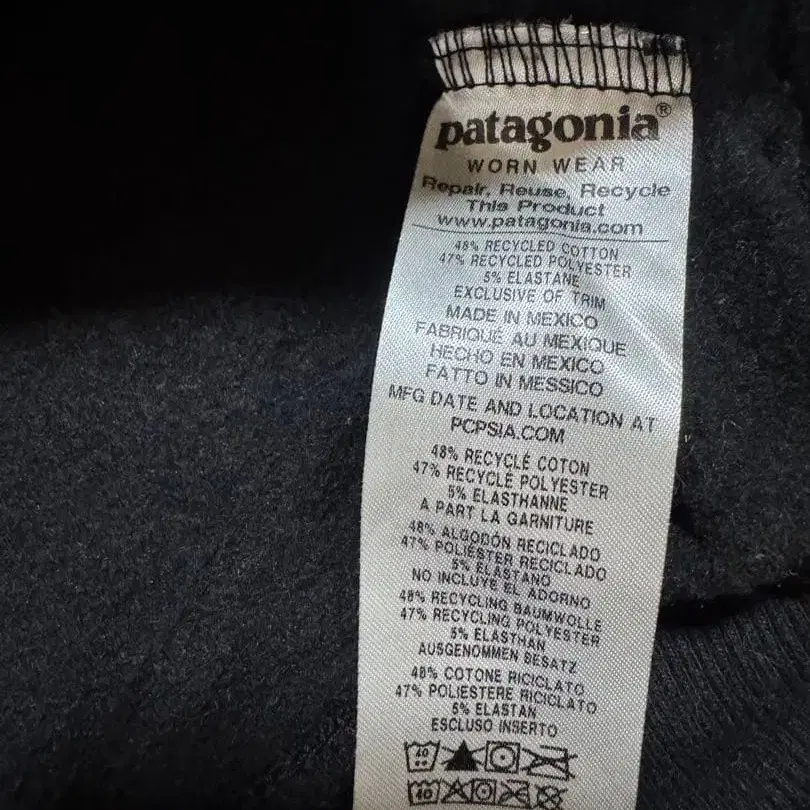 patagonia®
WORN WEAR
Repair, Reuse, Recycle
This Product
www.patagonia.com
48% RECYCLED COTTON
47% RECYCLED POLYESTER
5% ELASTANE
EXCLUSIVE OF TRIM
MADE IN MEXICO
FABRIQUÉ AU MEXIQUE
HECHO EN MEXICO
FATTO IN MESSICO
MFG DATE AND LOCATION AT
PCPSIA.COM
48% RECYCLÉ COTON
47% RECYCLÉ POLYESTER
5% ELASTHANNE
A PART LA GARNITURE
48% ALGODÓN RECICLADO
47% POLIÉSTER RECICLADO
5% ELASTANO
NO INCLUYE EL ADORNO
48% RECYCLING BAUMWOLLE
47% RECYCLING POLYESTER
5% ELASTHAN
AUSGENOMMEN BESATZ
48% COTONE RICICLATO
47% POLIESTERE RICICLATO
5% ELASTAN
ESCLUSO INSERTO
40
40